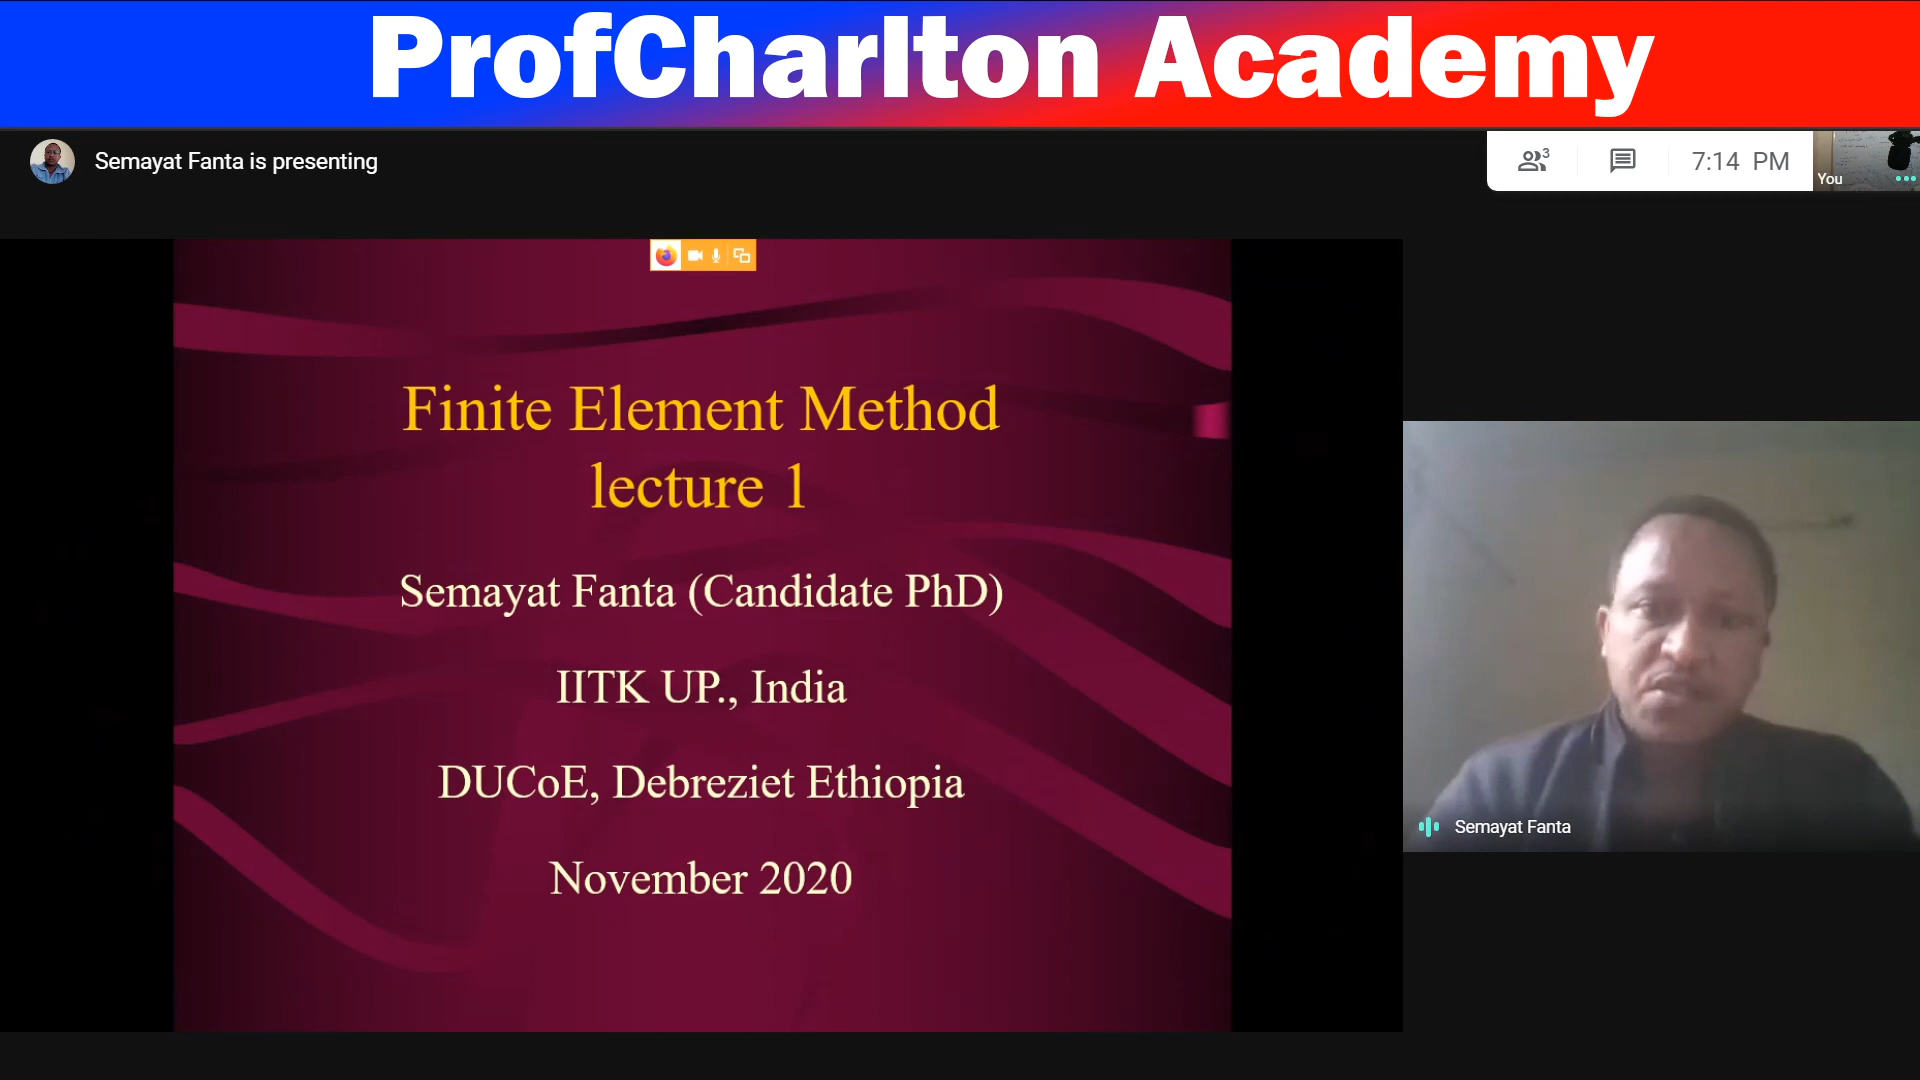 ProfCharlton Academy
Semayat Fanta is presenting
3
7:14 PM
You
Finite Element Method
lecture 1
Semayat Fanta (Candidate PhD)
IITK UP., India
DUCoE, Debreziet Ethiopia
November 2020
Semayat Fanta